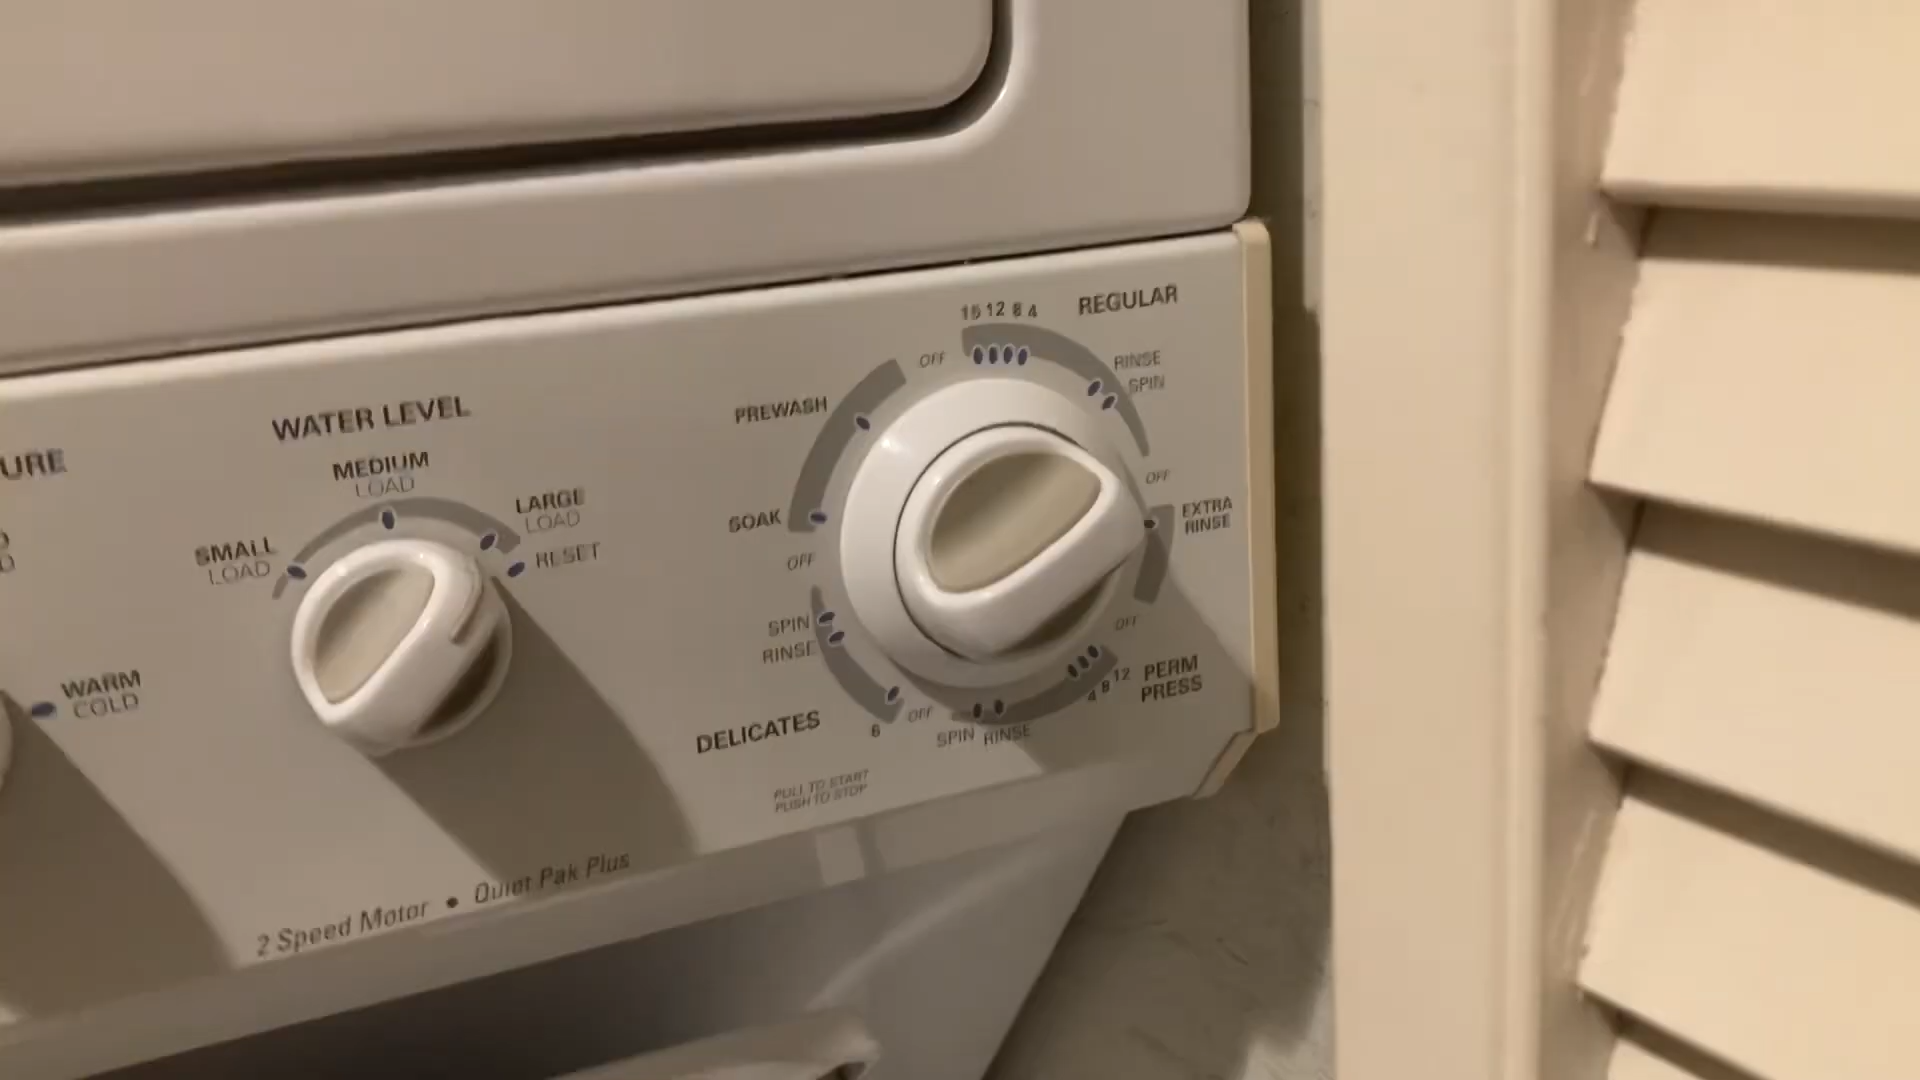 URE
WATER LEVEL
MEDIUM
LOAD
SMALL
LOAD
LARGE
LOAD
RESET
WARM
COLD
2 Speed Motor • Quiet Pak Plus
15 12 8 4
REGULAR
OFF
RINSE
SPIN
PREWASH
OFF
SOAK
EXTRA
RINSE
OFF
SPIN
RINSE
OFF
12
8
4
PERM
PRESS
DELICATES
6
OFF
SPIN
RINSE
PULL TO START
PUSH TO STOP